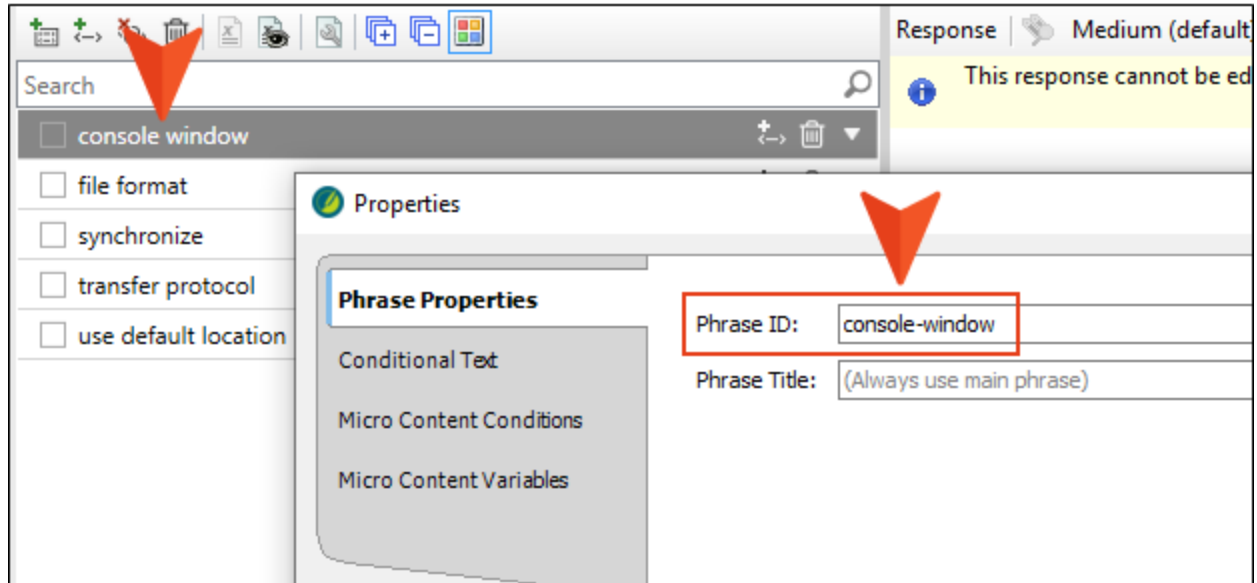 Search
console window
file format
synchronize
transfer protocol
use default location
Response Medium (default)
This response cannot be ed
Properties
Phrase Properties
Conditional Text
Micro Content Conditions
Micro Content Variables
Phrase ID: console-window
Phrase Title: (Always use main phrase)